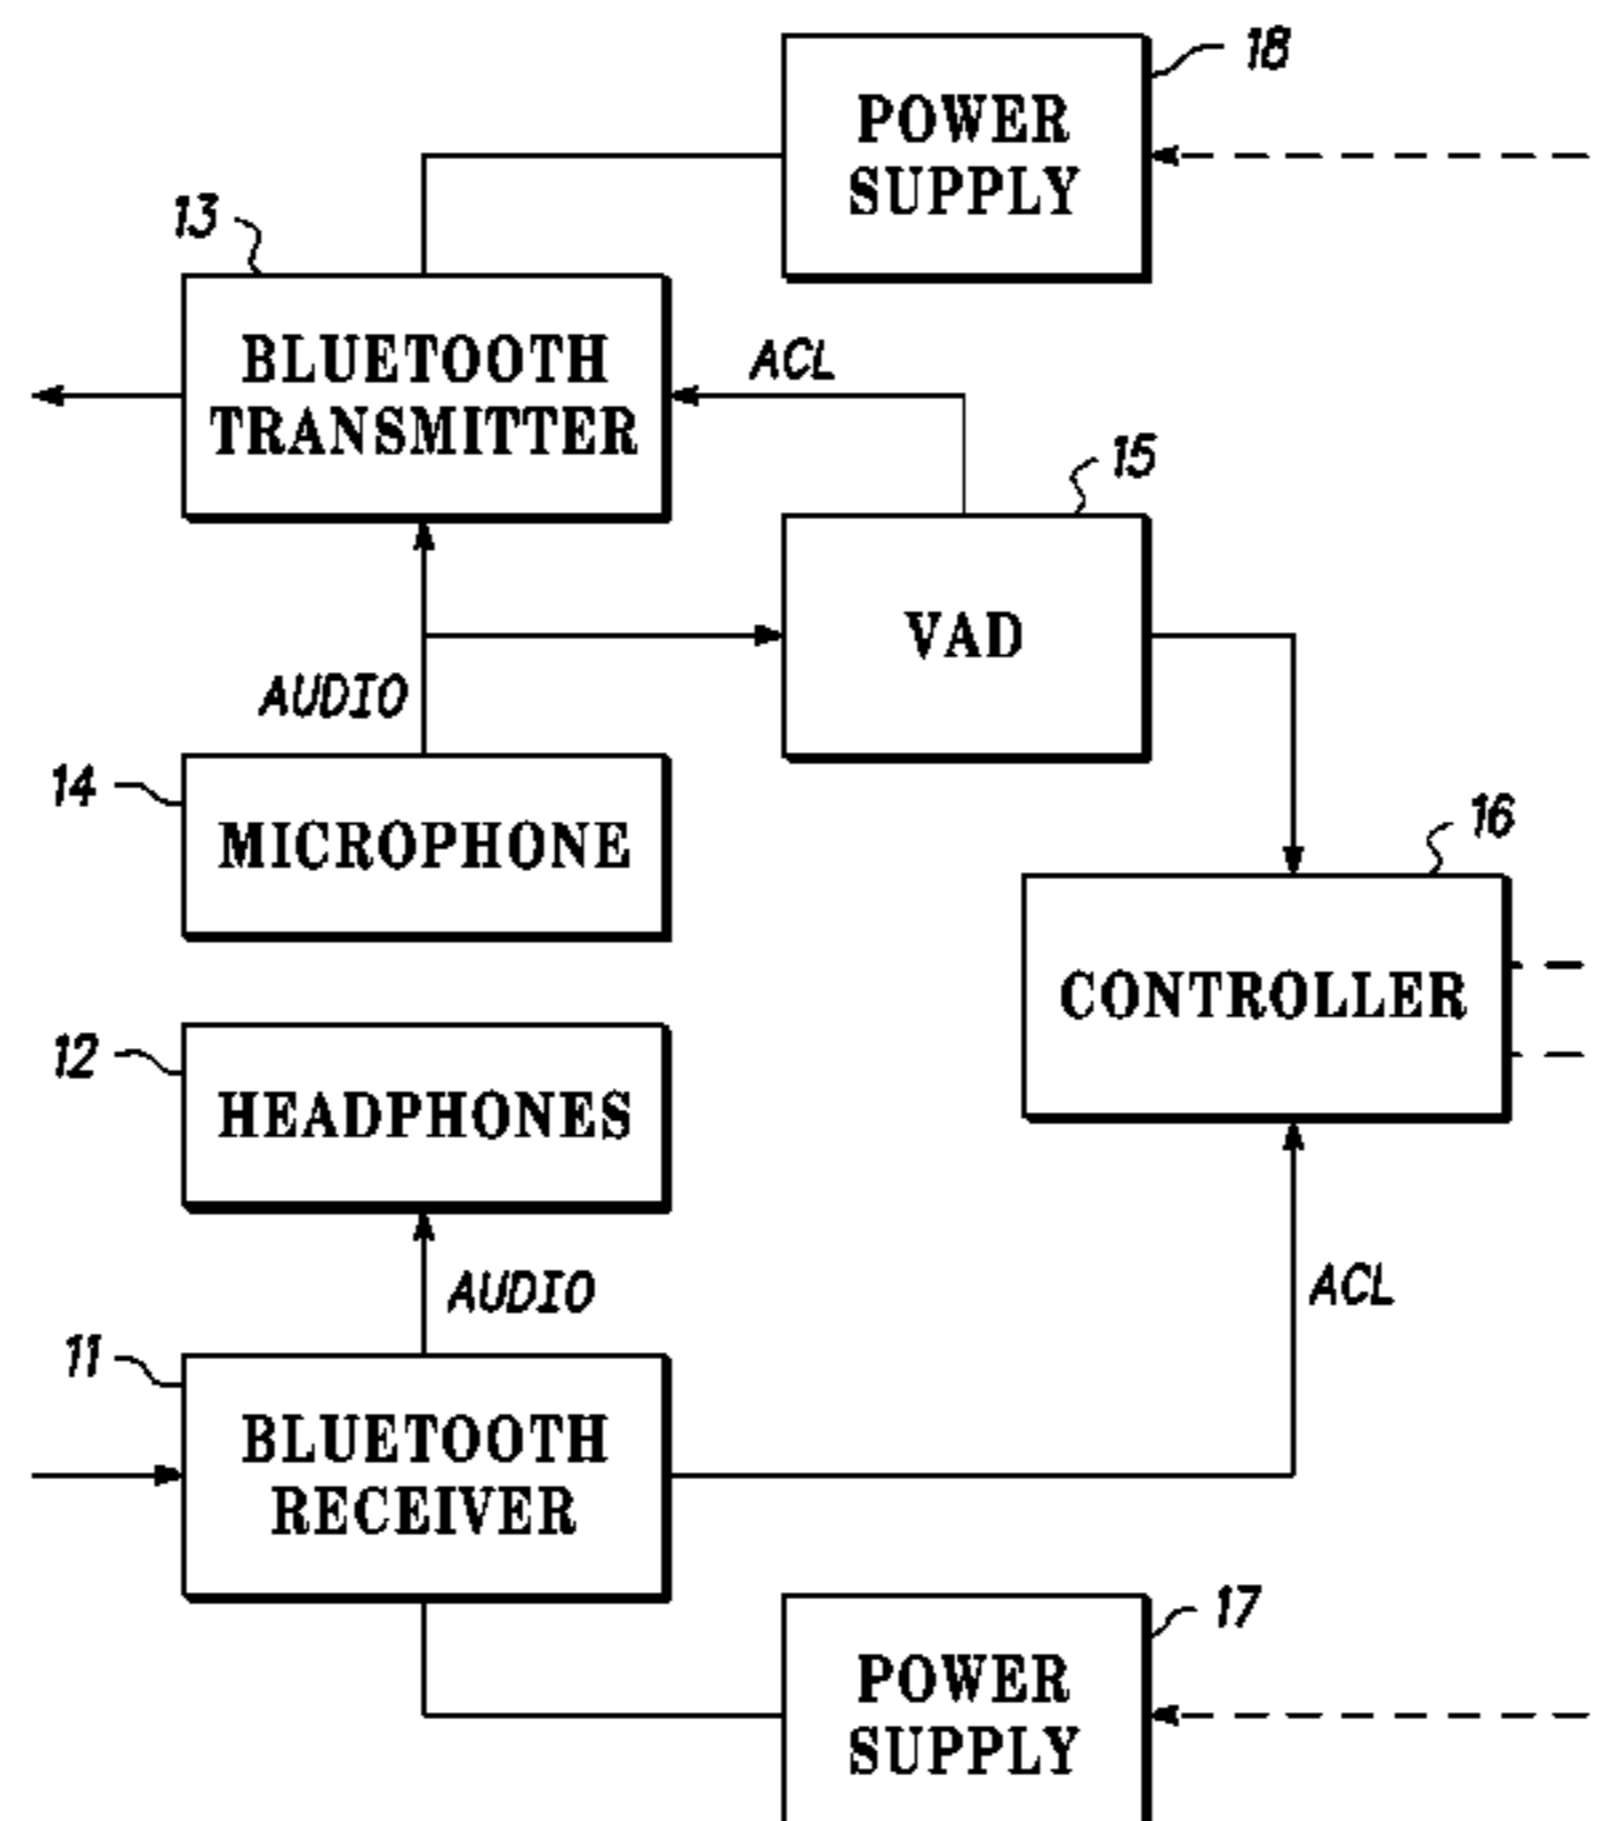 18
POWER
SUPPLY
13
BLUETOOTH
TRANSMITTER
ACL
15
VAD
AUDIO
14
MICROPHONE
16
CONTROLLER
12
HEADPHONES
AUDIO
ACL
11
BLUETOOTH
RECEIVER
17
POWER
SUPPLY